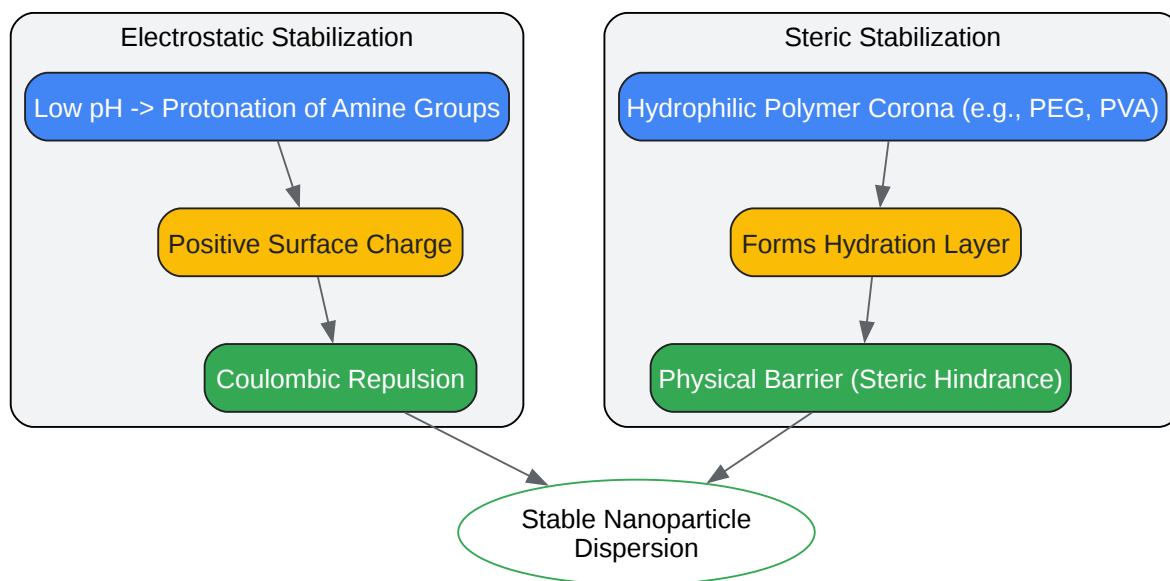 Electrostatic Stabilization
Low pH -> Protonation of Amine Groups
Positive Surface Charge
Coulombic Repulsion
Steric Stabilization
Hydrophilic Polymer Corona (e.g., PEG, PVA)
Forms Hydration Layer
Physical Barrier (Steric Hindrance)
Stable Nanoparticle
Dispersion